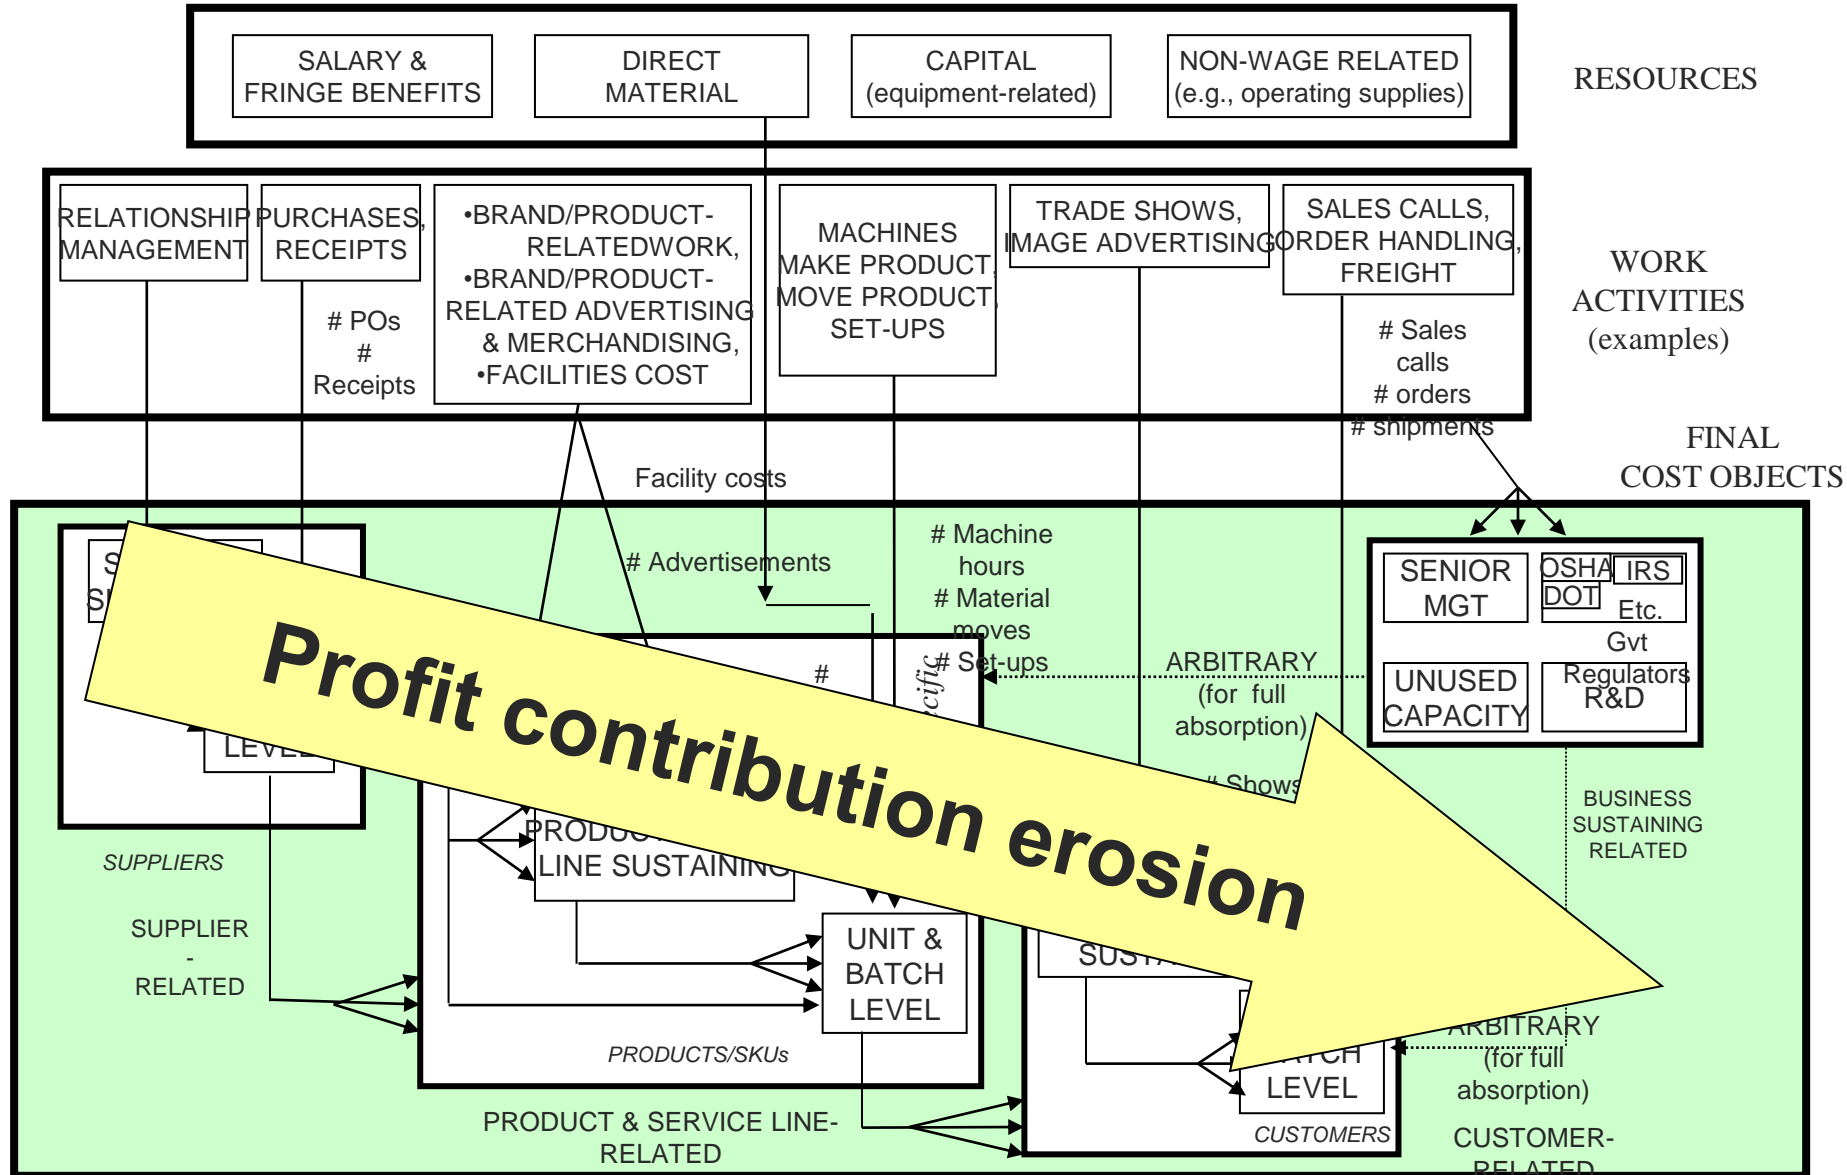 SALARY &
FRINGE BENEFITS
DIRECT
MATERIAL
CAPITAL
(equipment-related)
NON-WAGE RELATED
(e.g., operating supplies)
RESOURCES
RELATIONSHIP
MANAGEMENT
PURCHASES,
RECEIPTS
•BRAND/PRODUCT-
RELATEDWORK,
•BRAND/PRODUCT-
RELATED ADVERTISING
& MERCHANDISING,
•FACILITIES COST
MACHINES
MAKE PRODUCT,
MOVE PRODUCT,
SET-UPS
TRADE SHOWS,
IMAGE ADVERTISING
SALES CALLS,
ORDER HANDLING,
FREIGHT
WORK
ACTIVITIES
(examples)
# POs
#
Receipts
# Sales
calls
# orders
# shipments
FINAL
COST OBJECTS
Facility costs
# Advertisements
# Machine
hours
# Material
moves
# Set-ups
SENIOR
MGT
OSHA
IRS
DOT
Etc.
Gvt
Regulators
UNUSED
CAPACITY
R&D
#
ARBITRARY
(for full
absorption)
# Shows
Profit contribution erosion
LEVEL
SUPPLIERS
SUPPLIER
-
RELATED
LINE SUSTAINING
UNIT &
BATCH
LEVEL
PRODUCTS/SKUs
PRODUCT & SERVICE LINE-
RELATED
BUSINESS
SUSTAINING
RELATED
LEVEL
CUSTOMERS
ARBITRARY
(for full
absorption)
CUSTOMER-
RELATED